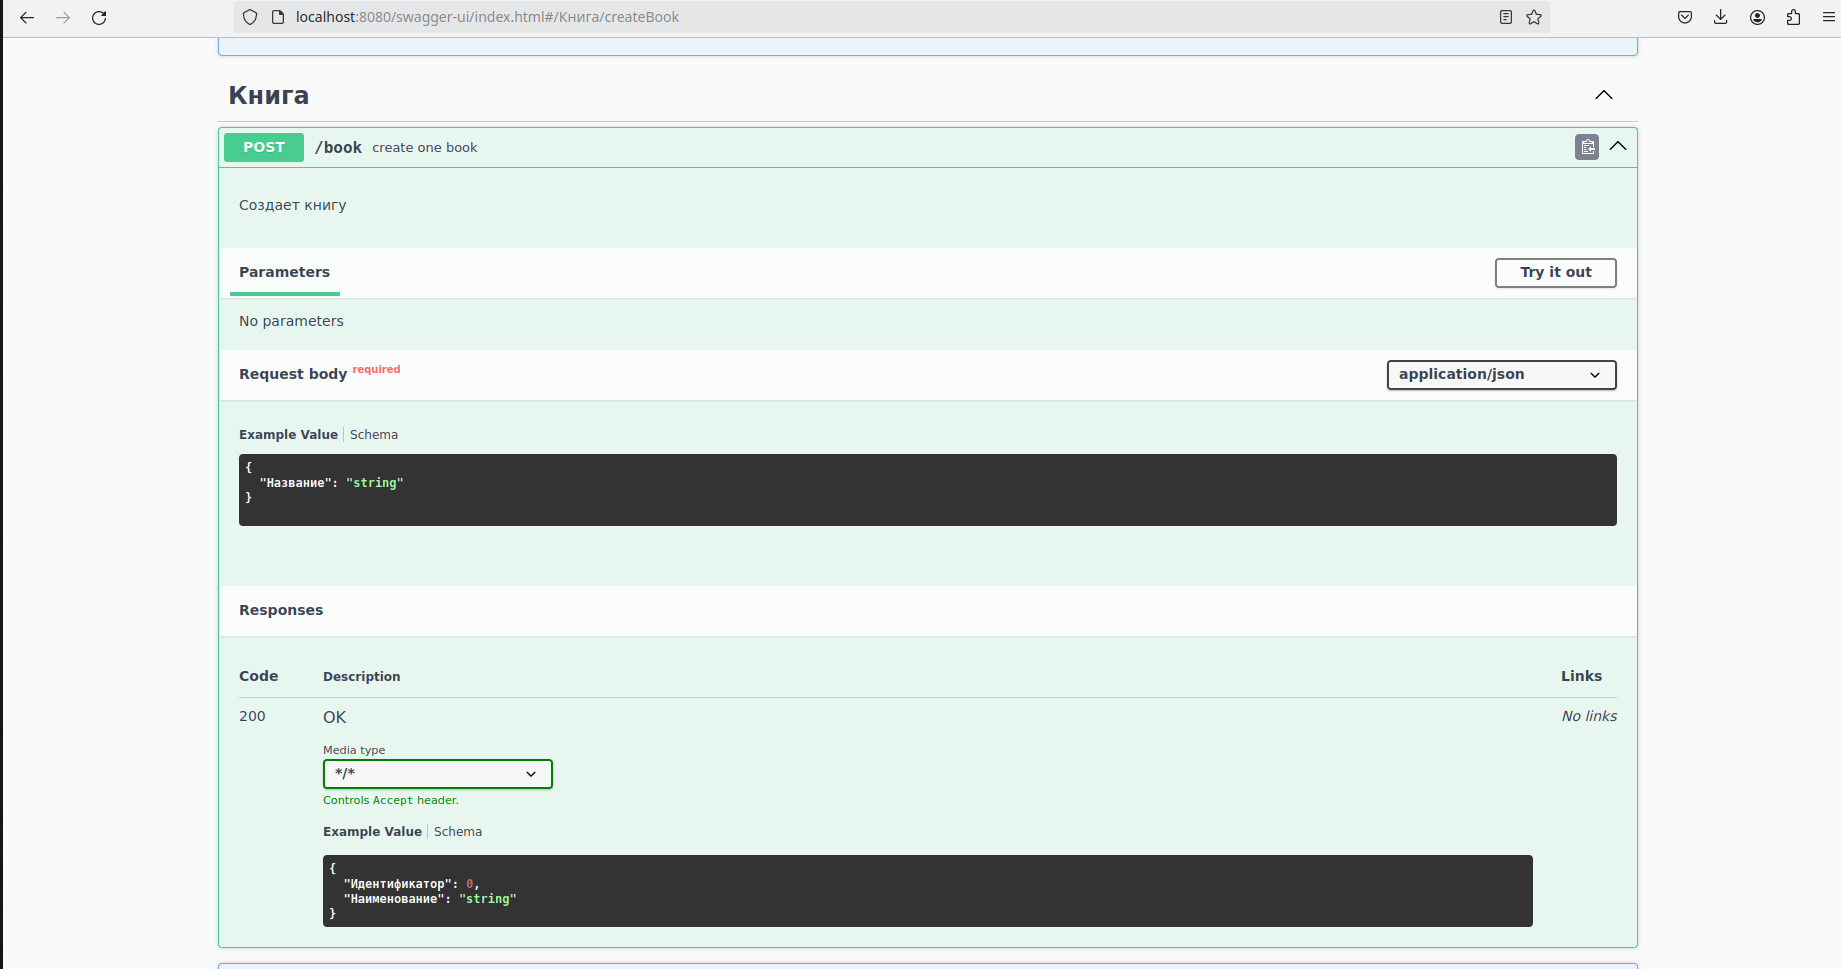 localhost:8080/swagger-ui/index.html#/Книга/createBook
Книга
POST /book create one book
Создает книгу
Parameters Try it out
No parameters
Request body required application/json
Example Value Schema
{
"Название": "string"
}
Responses
Code Description Links
200 OK No links
Media type
*/*
Controls Accept header.
Example Value Schema
{
"Идентификатор": 0,
"Наименование": "string"
}